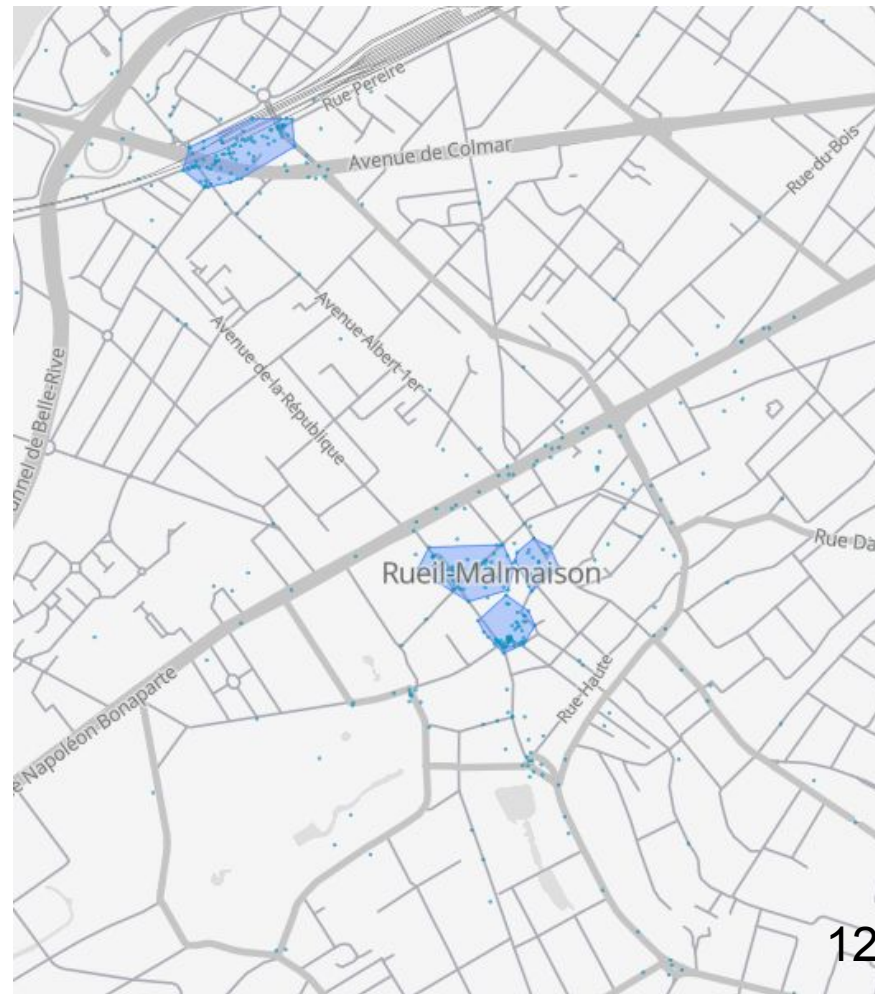 Rue Pereire
Avenue de Colmar
Rue du Bois
Avenue Albert 1er
Avenue de la République
unnel de Belle-Rive
Rueil-Malmaison
Rue Da
Rue Haute
e Napoléon Bonaparte
12